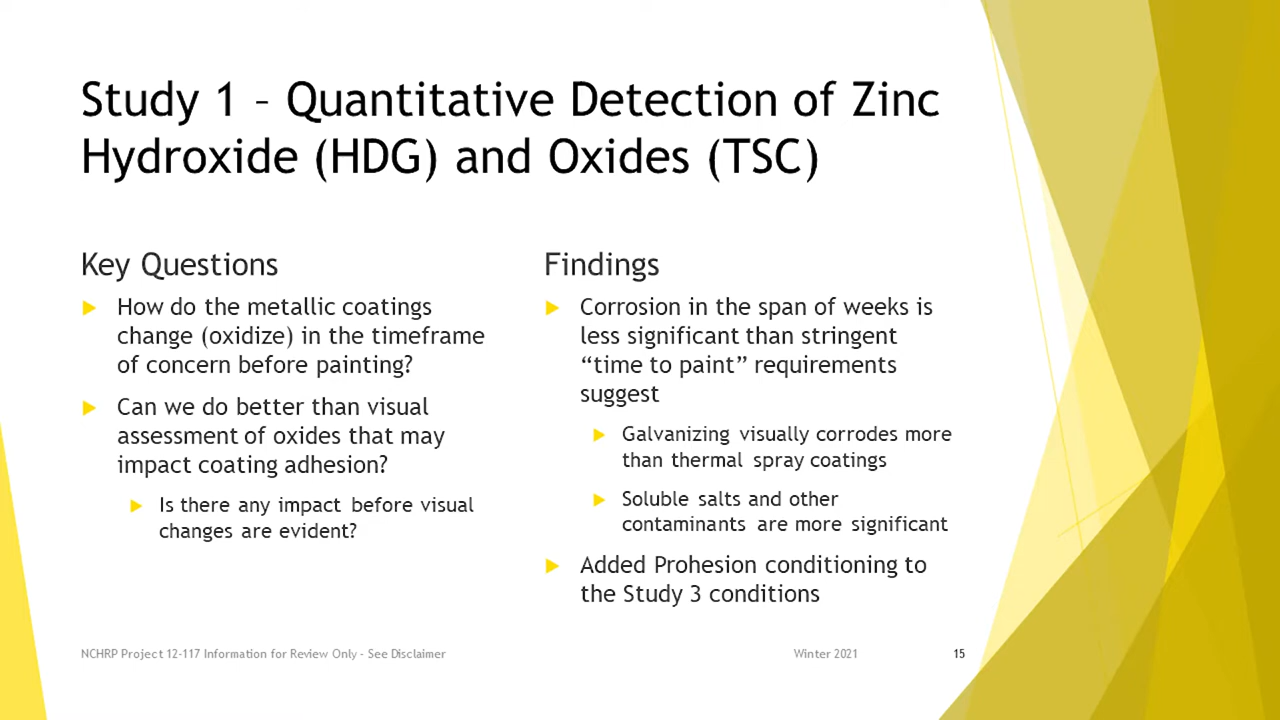 Study 1 – Quantitative Detection of Zinc
Hydroxide (HDG) and Oxides (TSC)
Key Questions
How do the metallic coatings
change (oxidize) in the timeframe
of concern before painting?
Can we do better than visual
assessment of oxides that may
impact coating adhesion?
Is there any impact before visual
changes are evident?
Findings
Corrosion in the span of weeks is
less significant than stringent
“time to paint” requirements
suggest
Galvanizing visually corrodes more
than thermal spray coatings
Soluble salts and other
contaminants are more significant
Added Prohesion conditioning to
the Study 3 conditions
NCHRP Project 12-117 Information for Review Only - See Disclaimer
Winter 2021
15